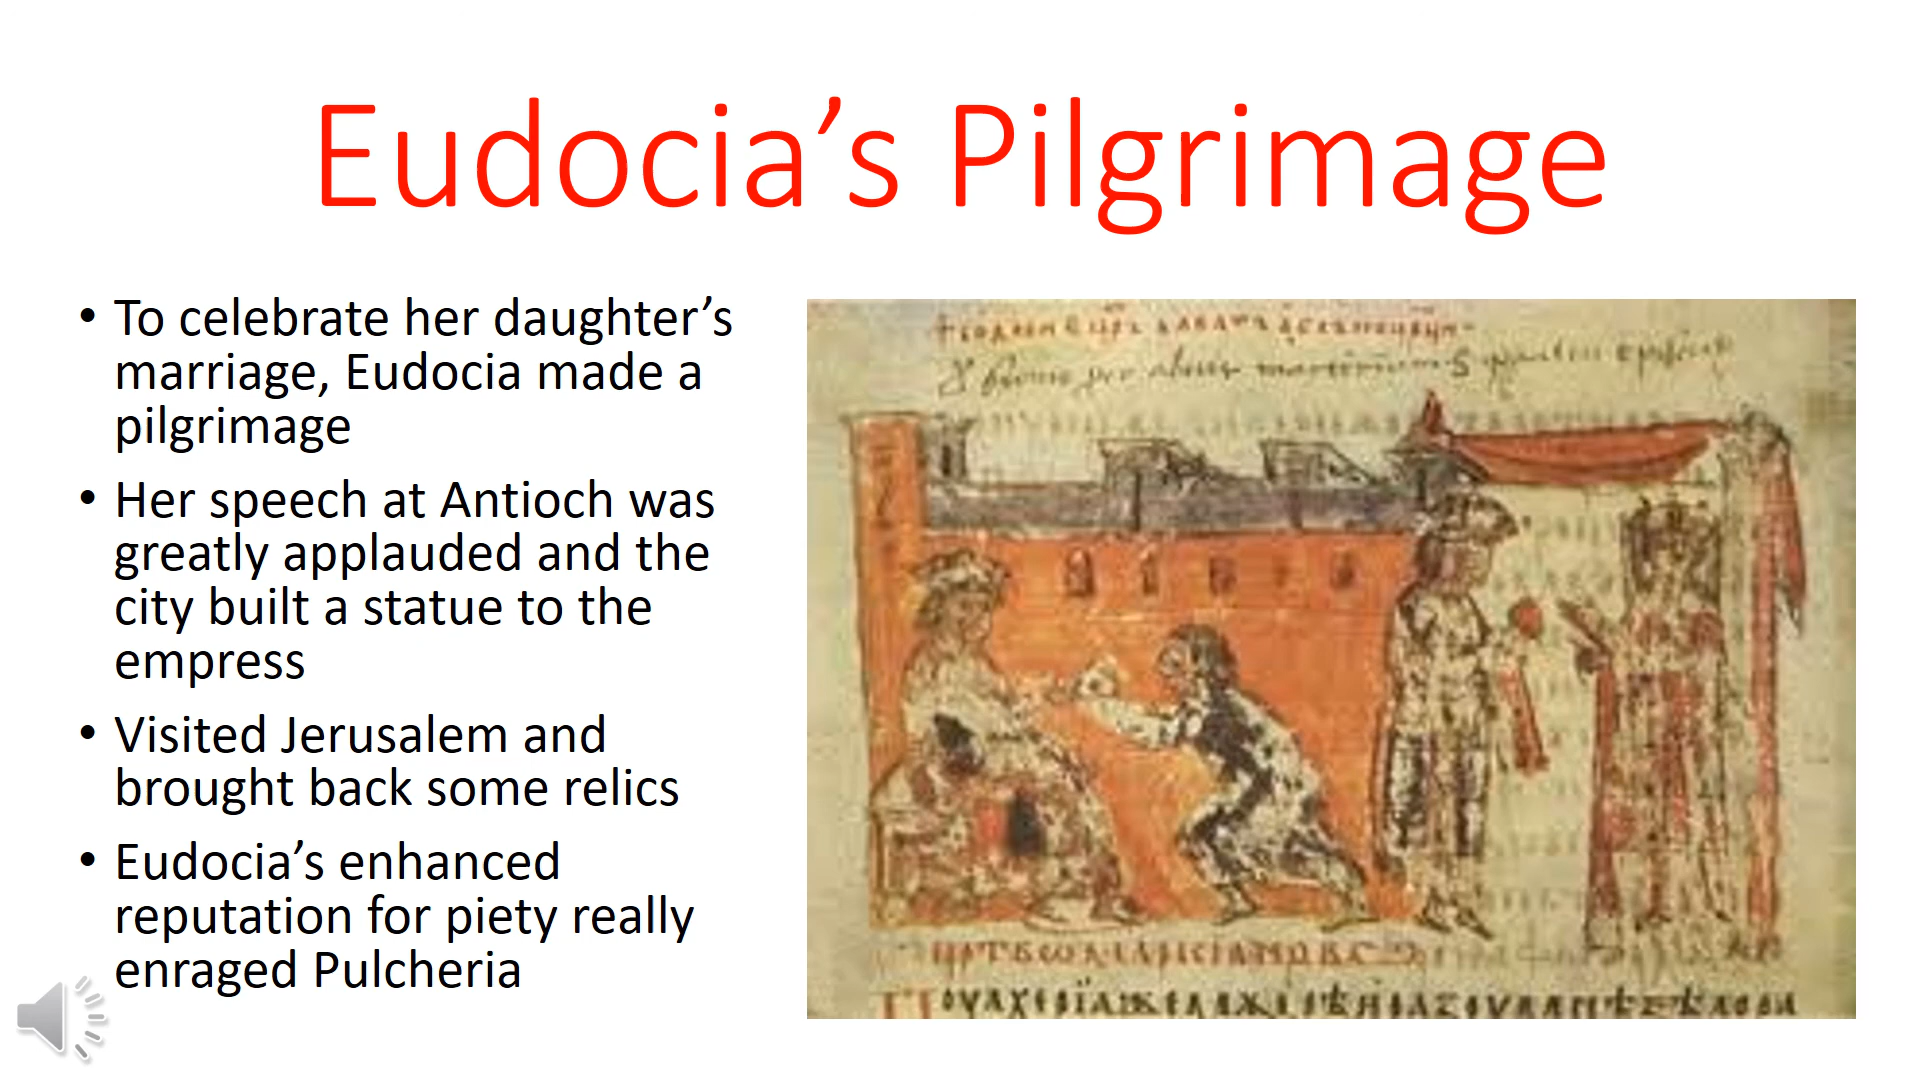 Eudocia’s Pilgrimage
• To celebrate her daughter’s
marriage, Eudocia made a
pilgrimage
• Her speech at Antioch was
greatly applauded and the
city built a statue to the
empress
• Visited Jerusalem and
brought back some relics
• Eudocia’s enhanced
reputation for piety really
enraged Pulcheria